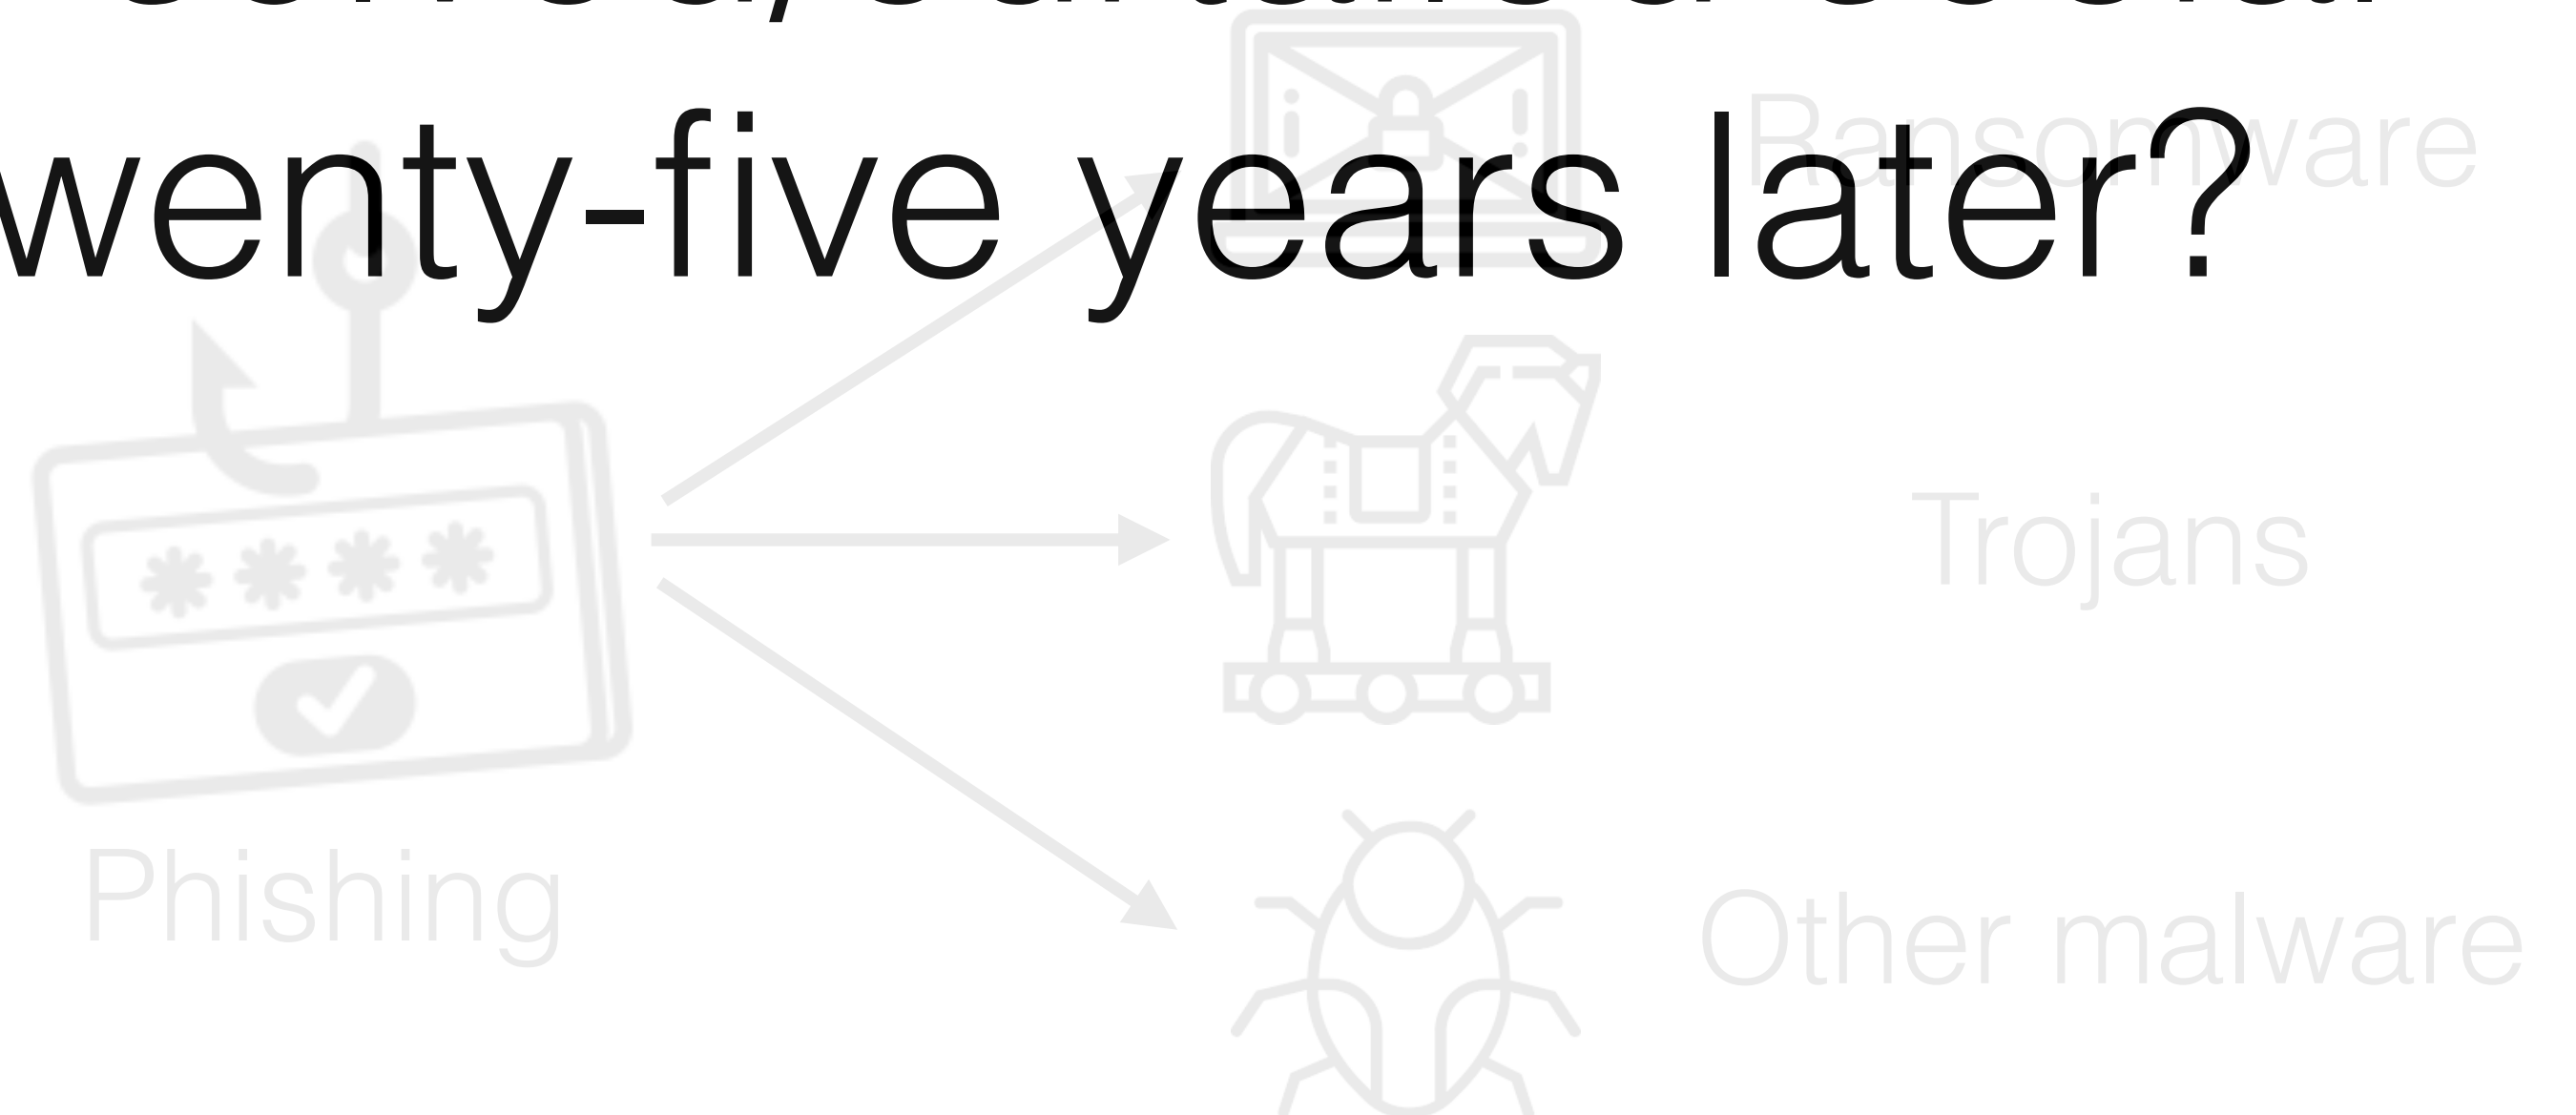 wenty-five years later?
Ransomware
Trojans
Phishing
Other malware